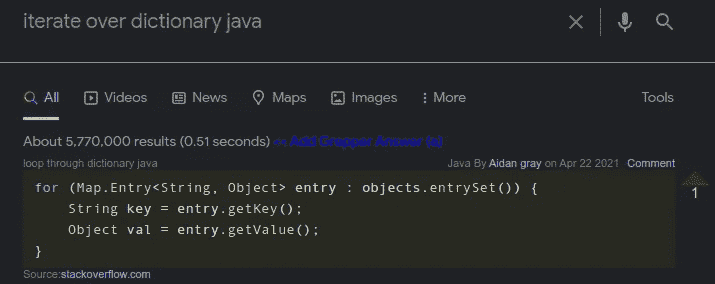 iterate over dictionary java
All
Videos
News
Maps
Images
More
Tools
About 5,770,000 results (0.51 seconds) << Add Grepper Answer (a)
loop through dictionary java
Java By Aidan gray on Apr 22 2021 Comment
for (Map.Entry<String, Object> entry : objects.entrySet()) {
    String key = entry.getKey();
    Object val = entry.getValue();
}
1
Source:stackoverflow.com